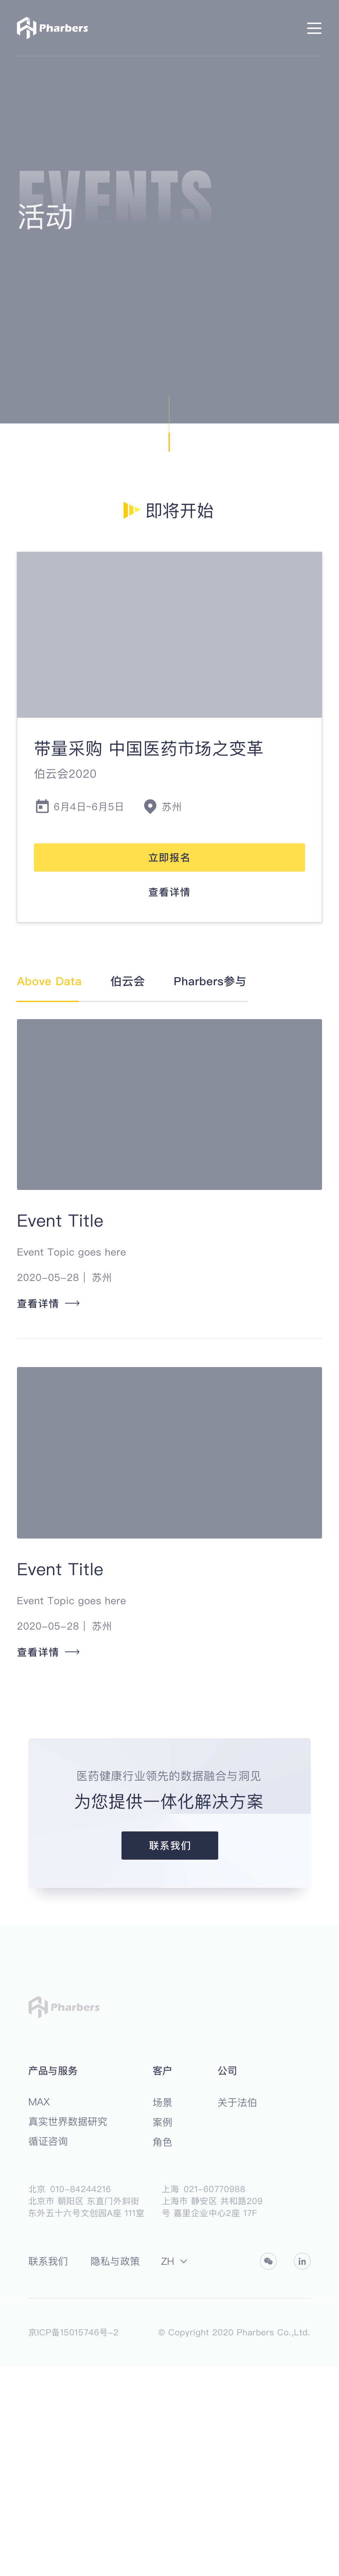 Pharbers
EVENTS
活动
即将开始
带量采购 中国医药市场之变革
伯云会2020
6月4日~6月5日 苏州
立即报名
查看详情
Above Data 伯云会 Pharbers参与
Event Title
Event Topic goes here
2020-05-28 | 苏州
查看详情
Event Title
Event Topic goes here
2020-05-28 | 苏州
查看详情
医药健康行业领先的数据融合与洞见
为您提供一体化解决方案
联系我们
Pharbers
产品与服务 客户 公司
MAX 场景 关于法伯
真实世界数据研究 案例
循证咨询 角色
北京 010-84244216 上海 021-60770988
北京市 朝阳区 东直门外斜街 上海市 静安区 共和路209
东外五十六号文创园A座 111室 号 嘉里企业中心2座 17F
联系我们 隐私与政策 ZH in
京ICP备15015746号-2 © Copyright 2020 Pharbers Co.,Ltd.